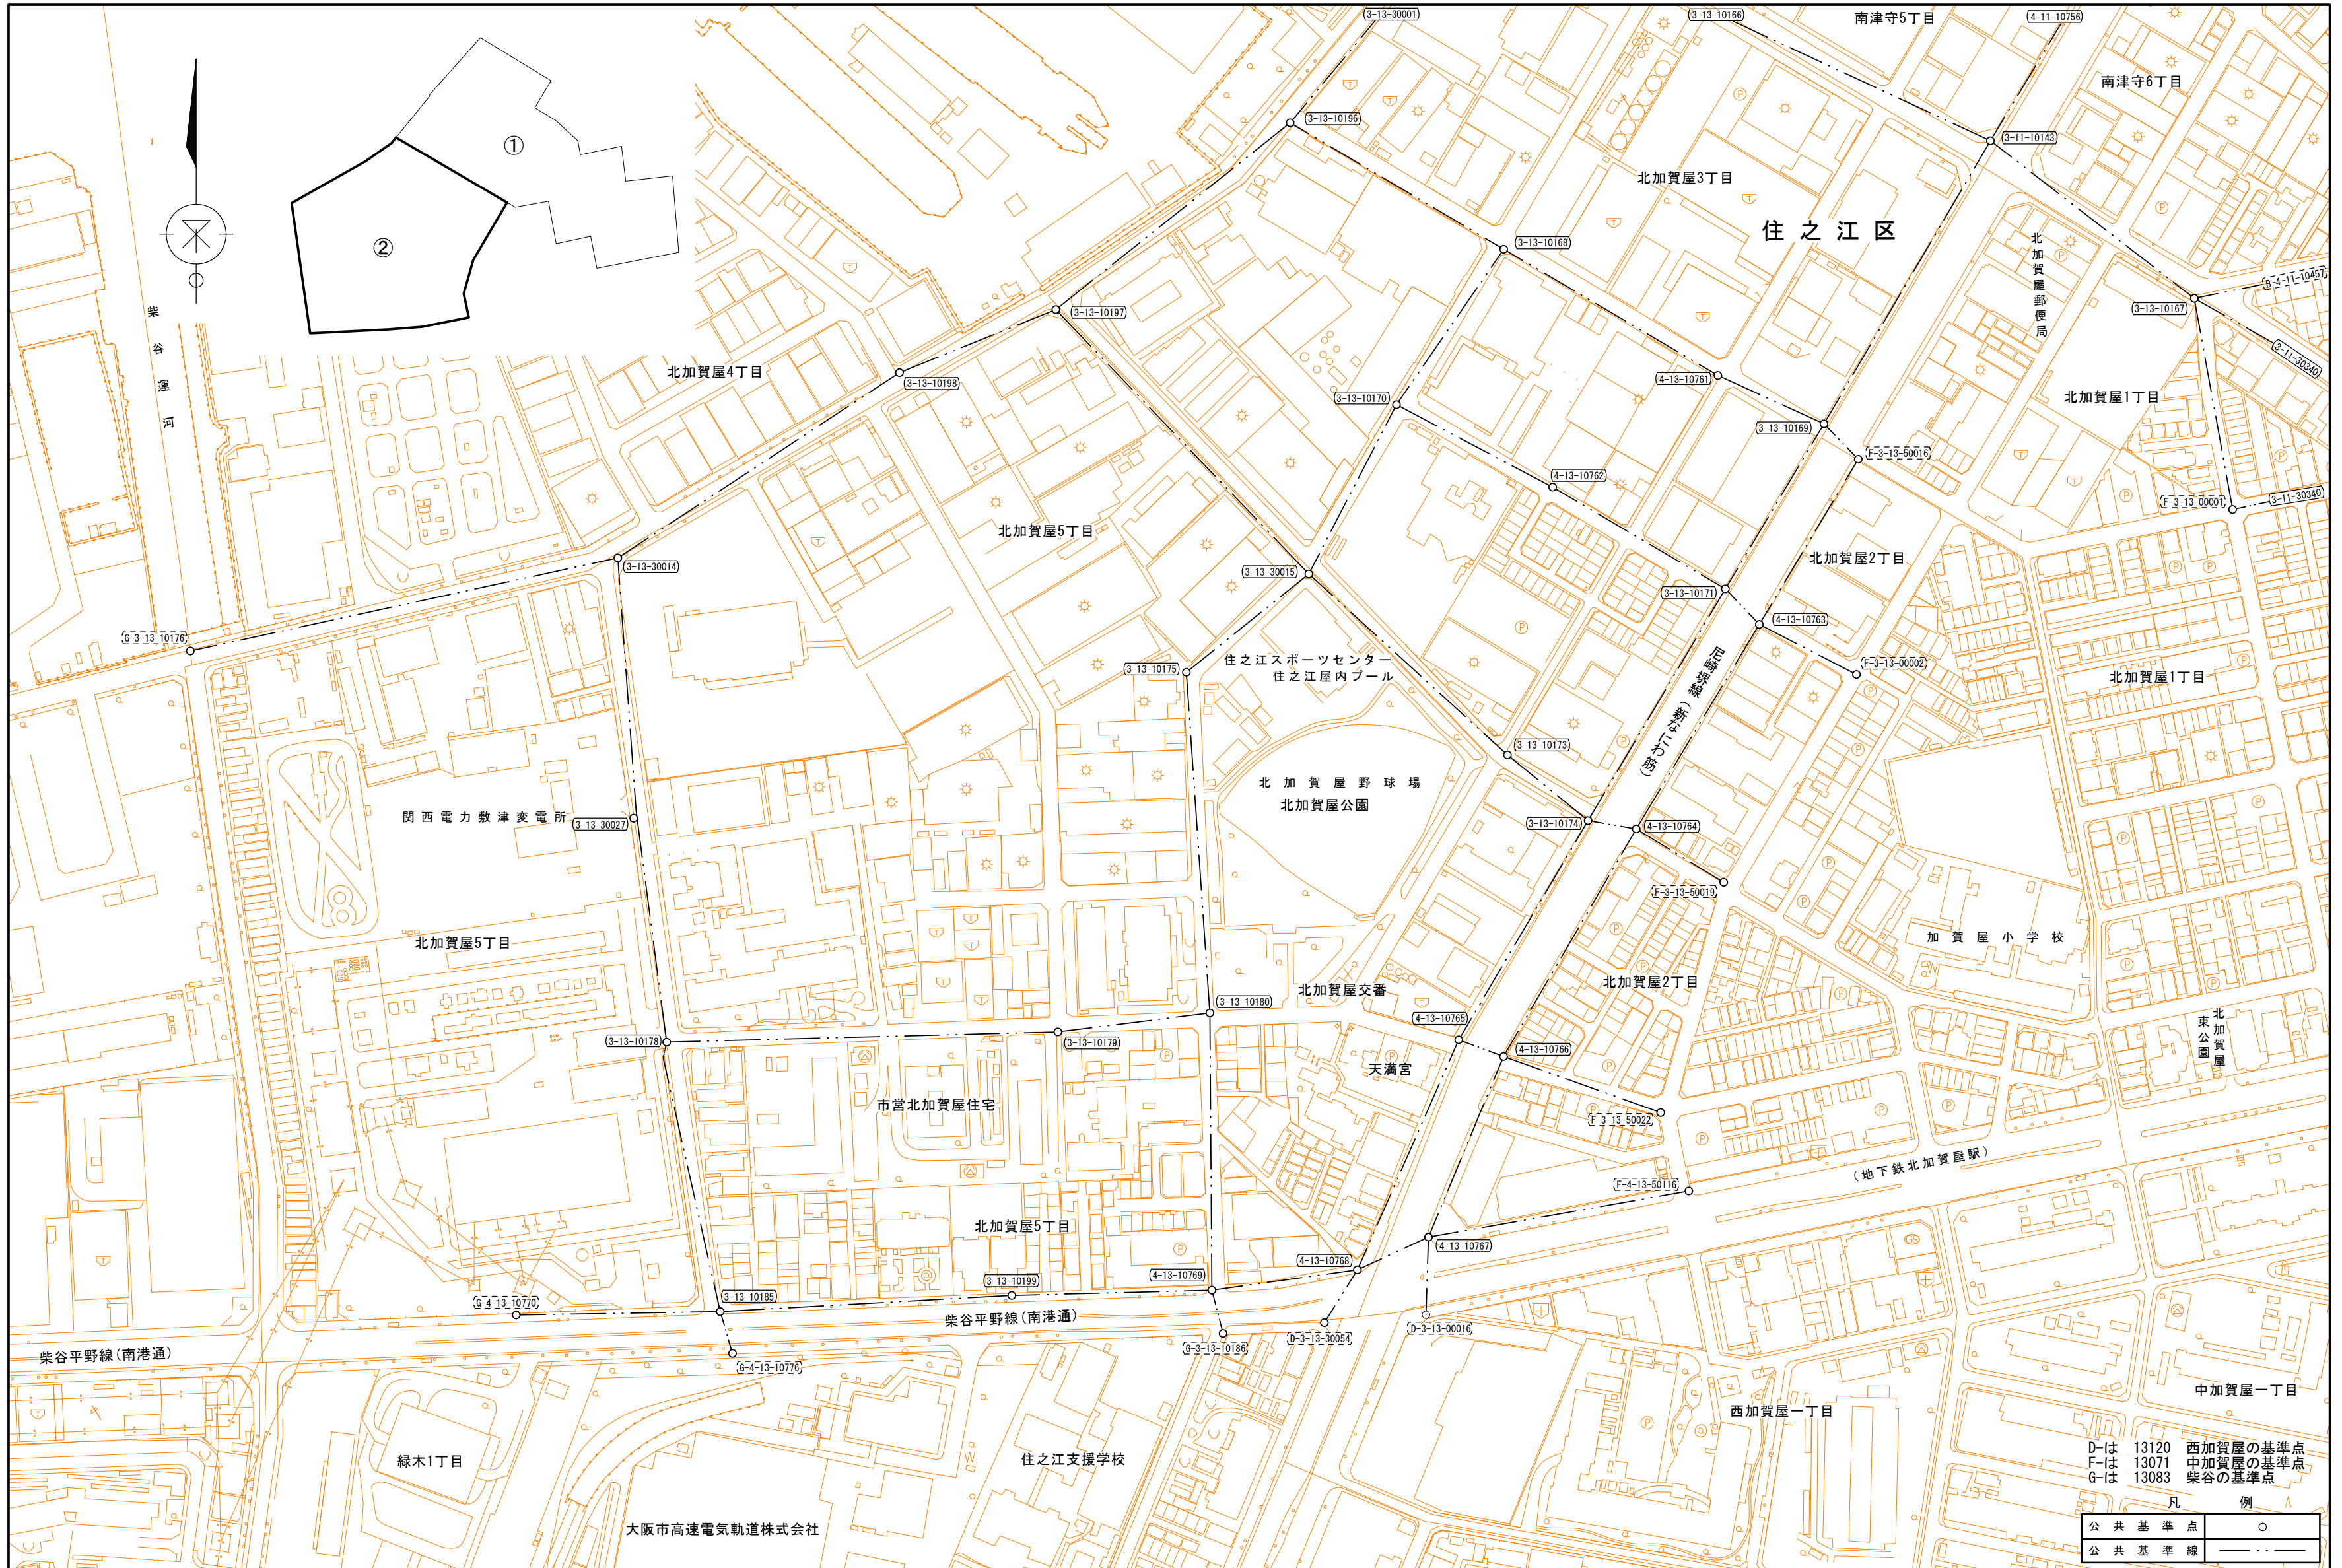 3-13-30001
3-13-10166
南津守5丁目
4-11-10756
南津守6丁目
3-13-10196
3-11-10143
①
北加賀屋3丁目
住之江区
3-13-10168
北加賀屋郵便局
②
B-4-11-10457
3-13-10167
3-13-10197
柴谷運河
3-11-30340
北加賀屋4丁目
3-13-10198
4-13-10761
3-13-10170
北加賀屋1丁目
3-13-10169
F-3-13-50016
4-13-10762
F-3-13-00001
3-11-30340
北加賀屋5丁目
北加賀屋2丁目
3-13-30014
3-13-30015
3-13-10171
4-13-10763
G-3-13-10176
住之江スポーツセンター
住之江屋内プール
3-13-10175
F-3-13-00002
北加賀屋1丁目
尼崎堺線(新なにわ筋)
3-13-10173
北加賀屋野球場
北加賀屋公園
関西電力敷津変電所
3-13-30027
3-13-10174
4-13-10764
F-3-13-50019
加賀屋小学校
北加賀屋5丁目
北加賀屋2丁目
北加賀屋交番
3-13-10180
4-13-10765
北加賀屋
東公園
3-13-10178
3-13-10179
4-13-10766
天満宮
市営北加賀屋住宅
F-3-13-50022
(地下鉄北加賀屋駅)
F-4-13-50116
北加賀屋5丁目
4-13-10767
4-13-10768
4-13-10769
3-13-10199
3-13-10185
G-4-13-10770
柴谷平野線(南港通)
D-3-13-00016
D-3-13-30054
G-3-13-10186
柴谷平野線(南港通)
G-4-13-10776
中加賀屋一丁目
西加賀屋一丁目
緑木1丁目
住之江支援学校
大阪市高速電気軌道株式会社
D-は 13120 西加賀屋の基準点
F-は 13071 中加賀屋の基準点
G-は 13083 柴谷の基準点
凡例
公共基準点
公共基準線